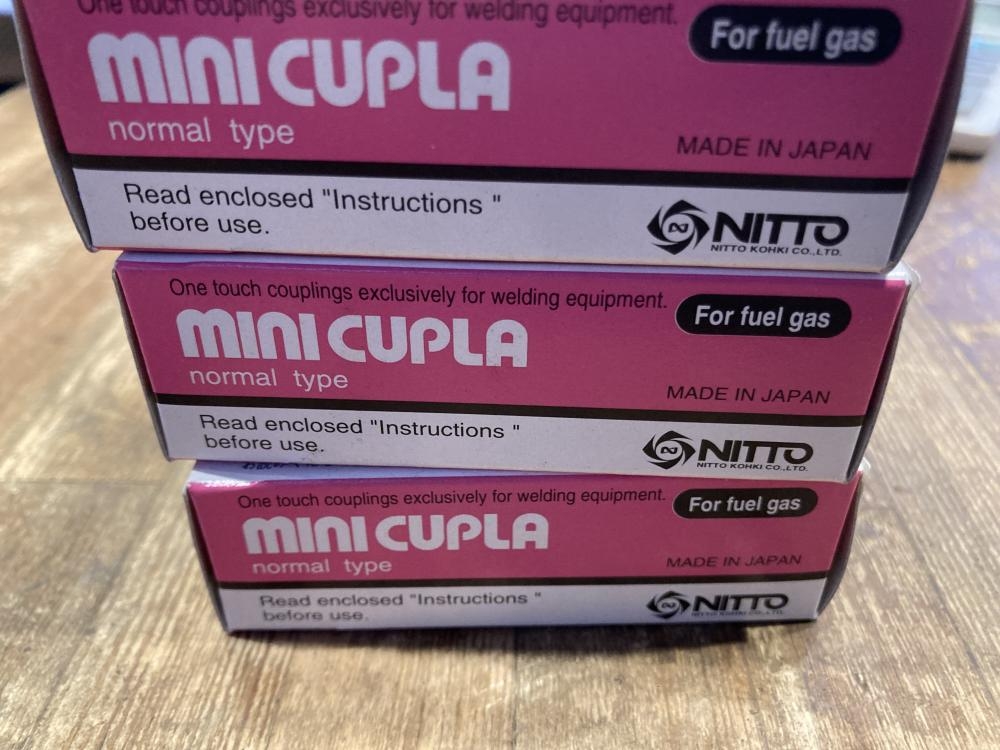 One touch couplings exclusively for welding equipment.
For fuel gas
MINI CUPLA
normal type
MADE IN JAPAN
Read enclosed "Instructions "
before use.
NITTO
NITTO KOHKI CO.,LTD.
One touch couplings exclusively for welding equipment.
For fuel gas
MINI CUPLA
normal type
MADE IN JAPAN
Read enclosed "Instructions "
before use.
NITTO
NITTO KOHKI CO.,LTD.
One touch couplings exclusively for welding equipment.
For fuel gas
MINI CUPLA
normal type
MADE IN JAPAN
Read enclosed "Instructions "
before use.
NITTO
NITTO KOHKI CO.,LTD.